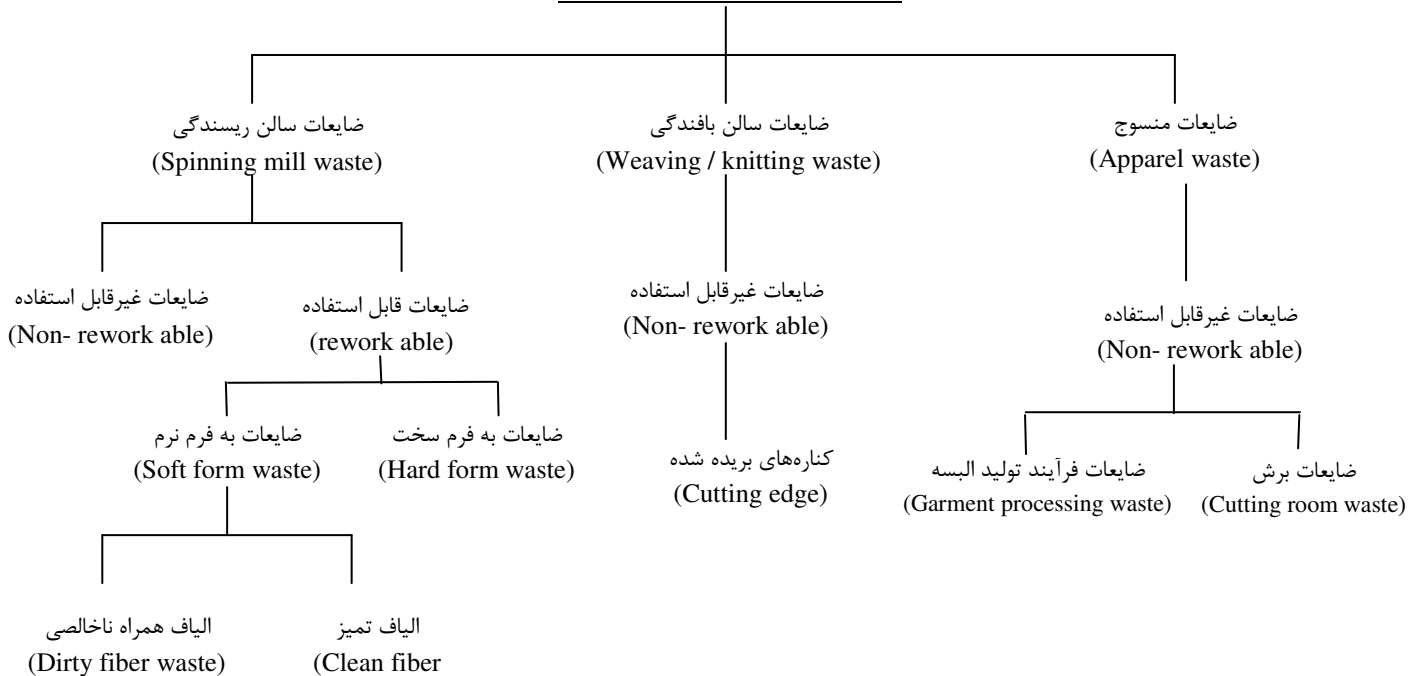 ضایعات سالن ریسندگی
(Spinning mill waste)
ضایعات سالن بافندگی
(Weaving / knitting waste)
ضایعات منسوج
(Apparel waste)
ضایعات غیرقابل استفاده
(Non- rework able)
ضایعات قابل استفاده
(rework able)
ضایعات غیرقابل استفاده
(Non- rework able)
ضایعات غیرقابل استفاده
(Non- rework able)
ضایعات به فرم نرم
(Soft form waste)
ضایعات به فرم سخت
(Hard form waste)
کناره‌های بریده شده
(Cutting edge)
ضایعات فرآیند تولید البسه
(Garment processing waste)
ضایعات برش
(Cutting room waste)
الیاف همراه ناخالصی
(Dirty fiber waste)
الیاف تمیز
(Clean fiber